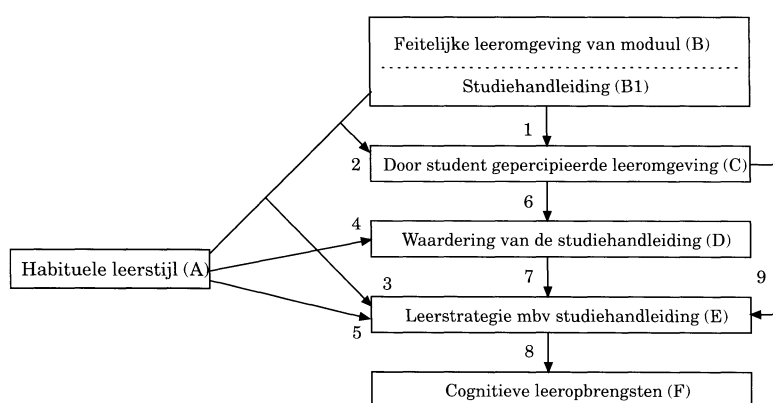 Feitelijke leeromgeving van moduul (B)
Studiehandleiding (B1)
1
2
Door student gepercipieerde leeromgeving (C)
6
4
Waardering van de studiehandleiding (D)
Habituele leerstijl (A)
3
7
9
5
Leerstrategie mbv studiehandleiding (E)
8
Cognitieve leeropbrengsten (F)